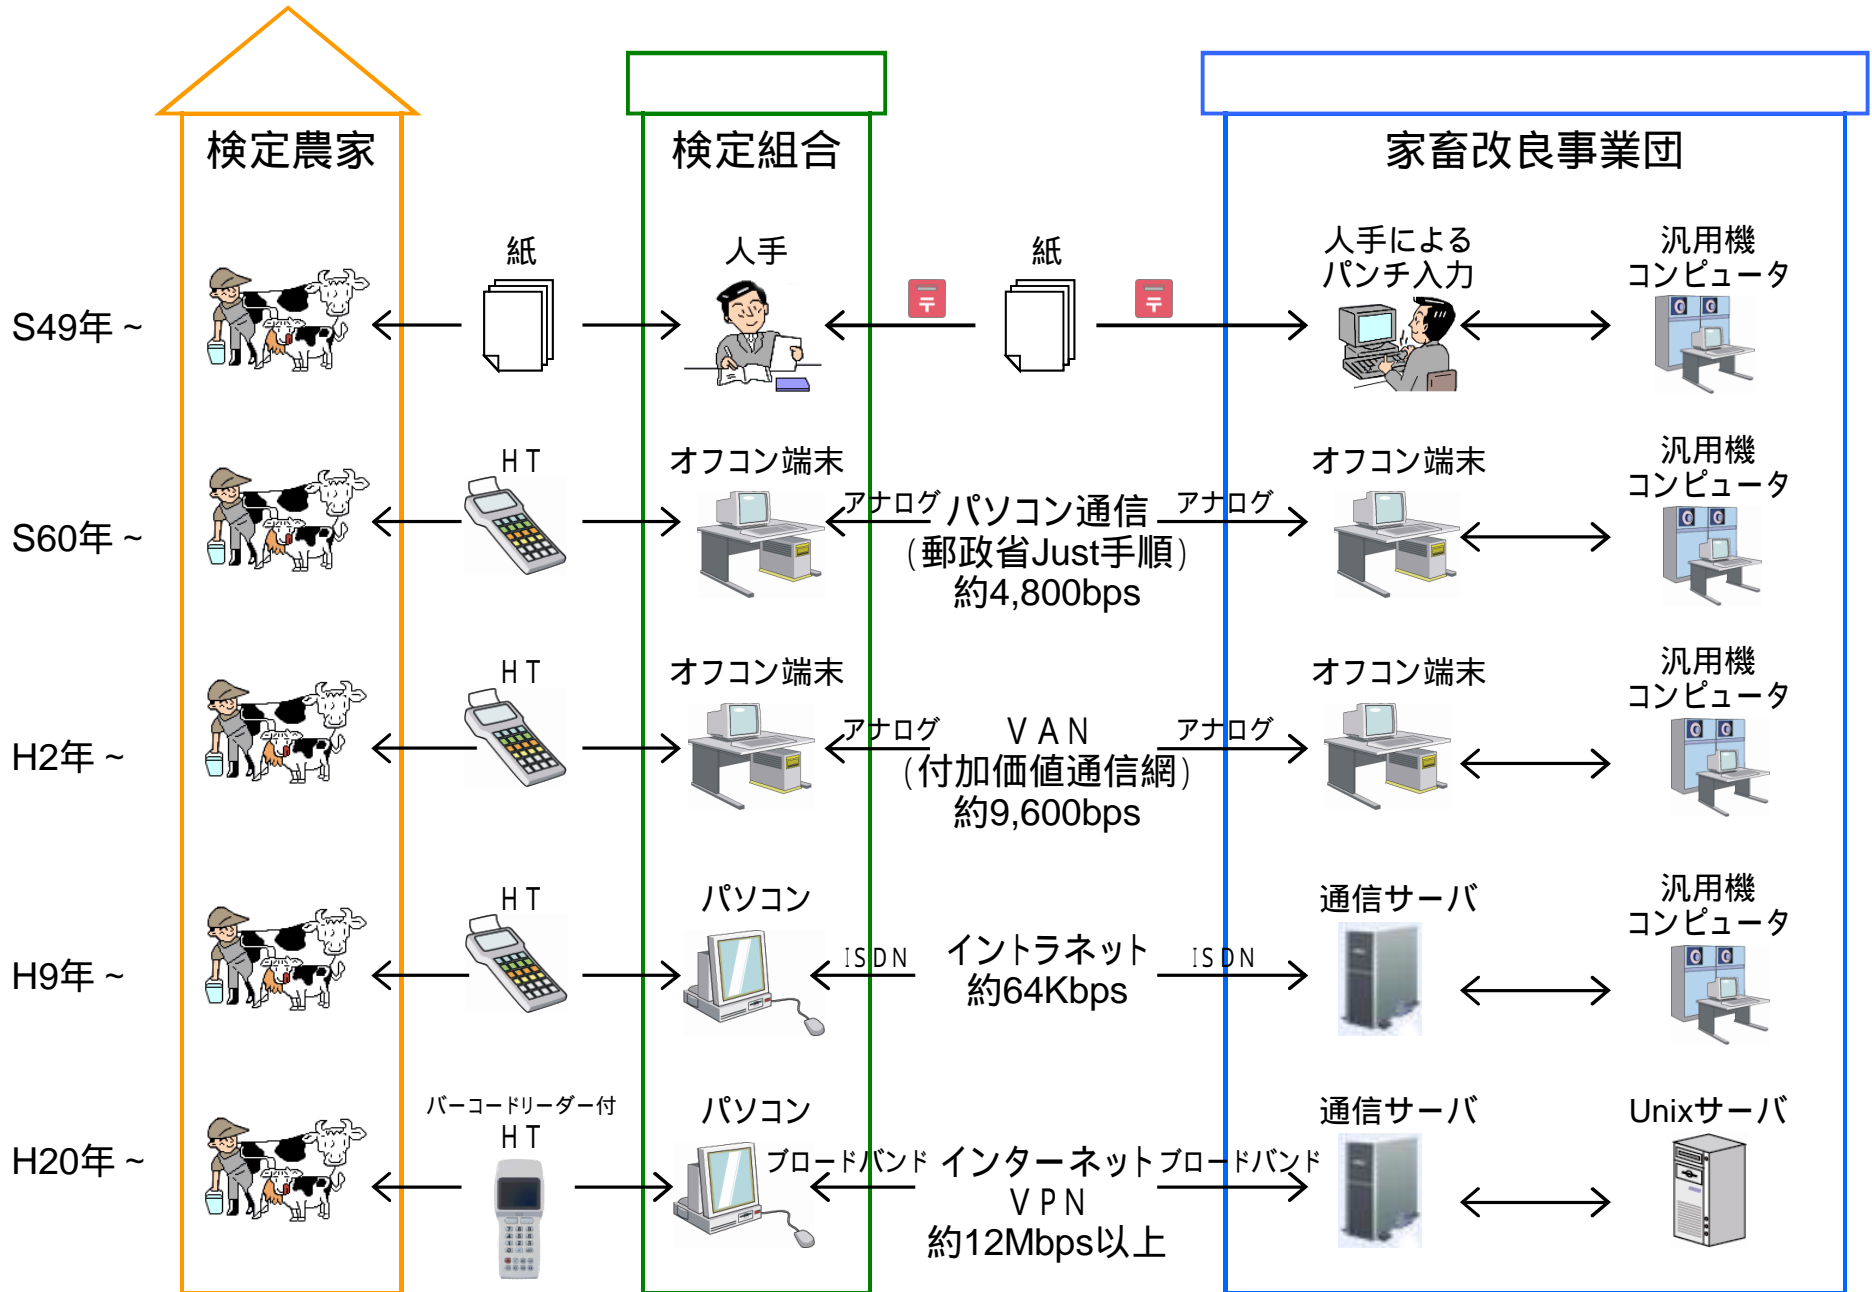 検定農家
検定組合
家畜改良事業団
S49年~
紙
人手
〒
紙
〒
人手による
パンチ入力
汎用機
コンピュータ
S60年~
HT
オフコン端末
アナログ
パソコン通信
(郵政省Just手順)
約4,800bps
アナログ
オフコン端末
汎用機
コンピュータ
H2年~
HT
オフコン端末
アナログ
VAN
(付加価値通信網)
約9,600bps
アナログ
オフコン端末
汎用機
コンピュータ
H9年~
HT
パソコン
ISDN
イントラネット
約64Kbps
ISDN
通信サーバ
汎用機
コンピュータ
H20年~
バーコードリーダー付
HT
パソコン
ブロードバンド
インターネット
VPN
約12Mbps以上
ブロードバンド
通信サーバ
Unixサーバ